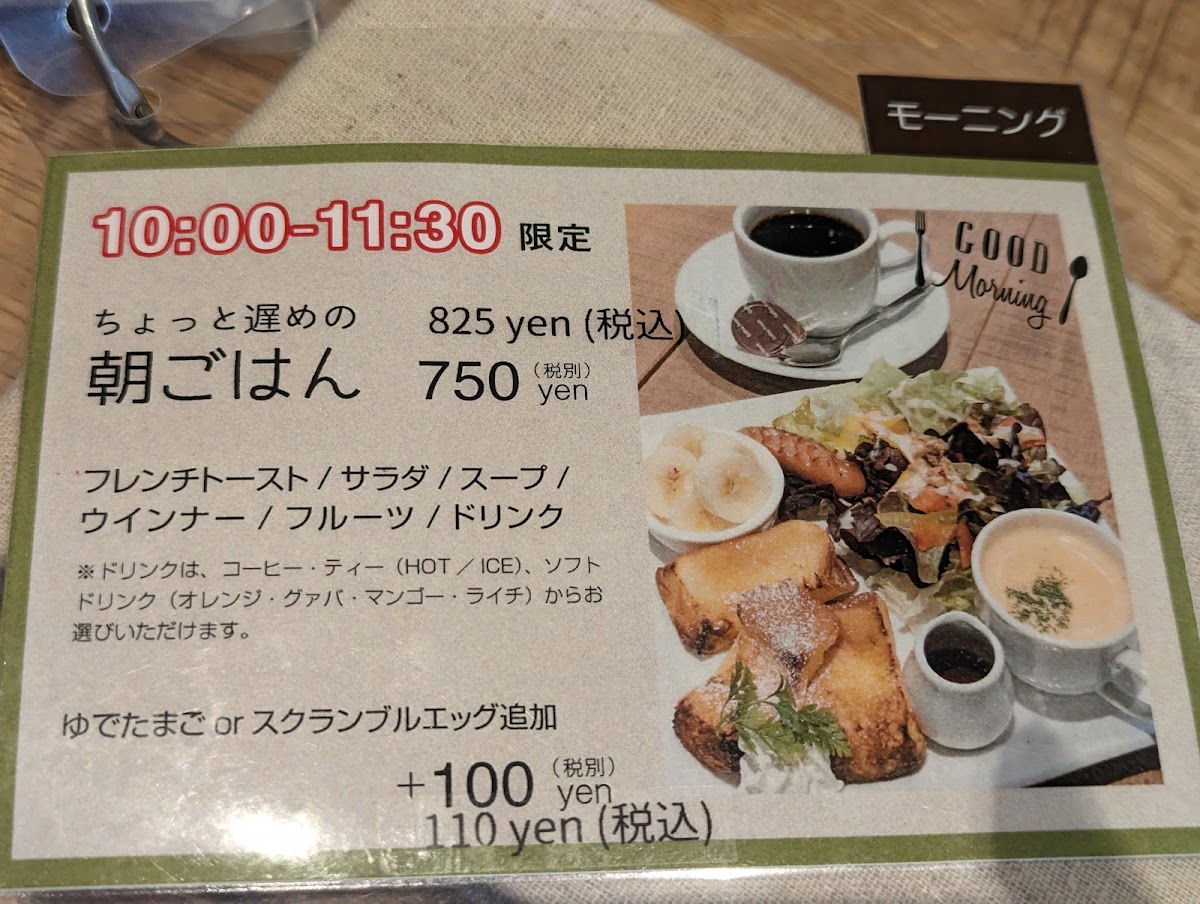 モーニング
10:00-11:30 限定
GOOD
Morning
ちょっと遅めの 825 yen (税込)
朝ごはん 750 (税別) yen
フレンチトースト / サラダ / スープ /
ウインナー / フルーツ / ドリンク
※ドリンクは、コーヒー・ティー（HOT / ICE）、ソフト
ドリンク（オレンジ・グァバ・マンゴー・ライチ）からお
選びいただけます。
ゆでたまご or スクランブルエッグ追加
+100 (税別) yen
110 yen (税込)